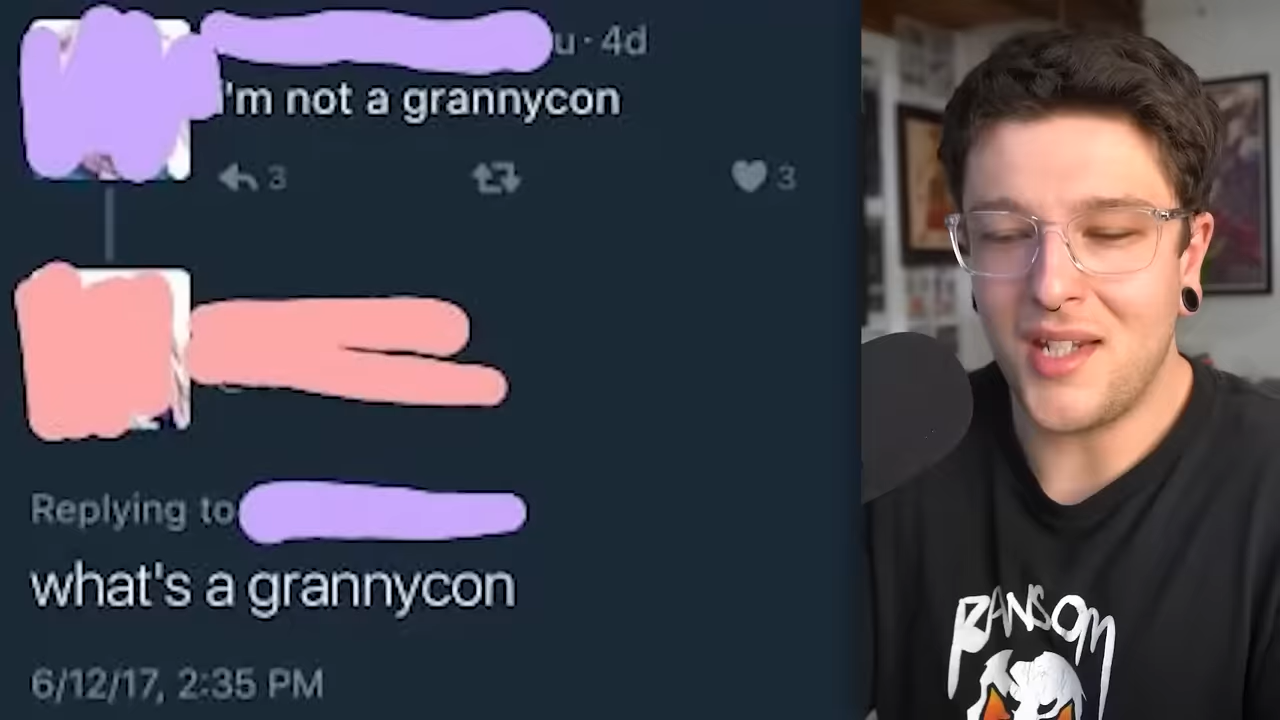 u · 4d
I'm not a grannycon
3 3
Replying to
what's a grannycon
6/12/17, 2:35 PM
RANSOM